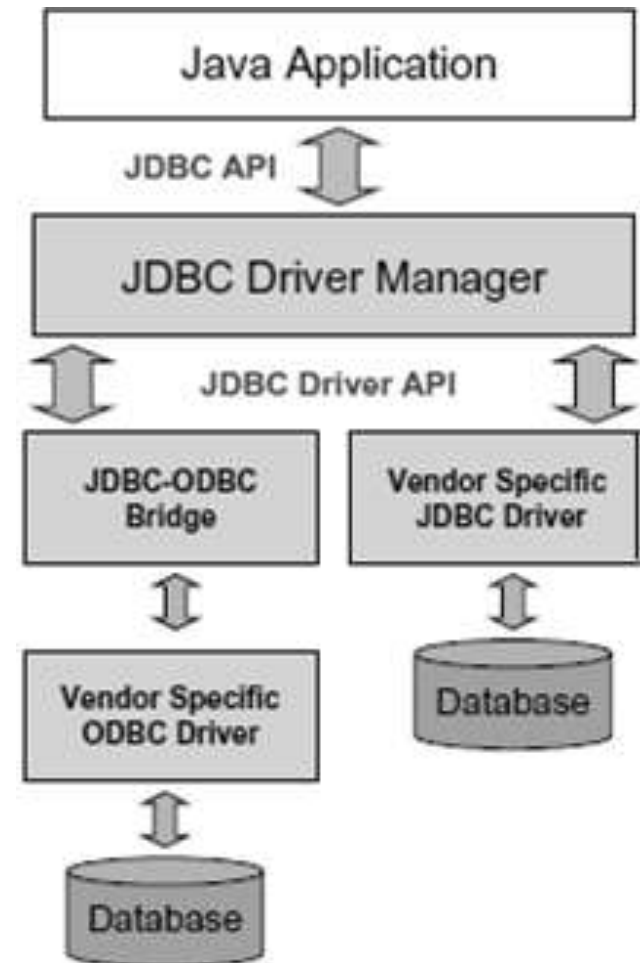 Java Application
JDBC API
JDBC Driver Manager
JDBC Driver API
JDBC-ODBC
Bridge
Vendor Specific
JDBC Driver
Vendor Specific
ODBC Driver
Database
Database